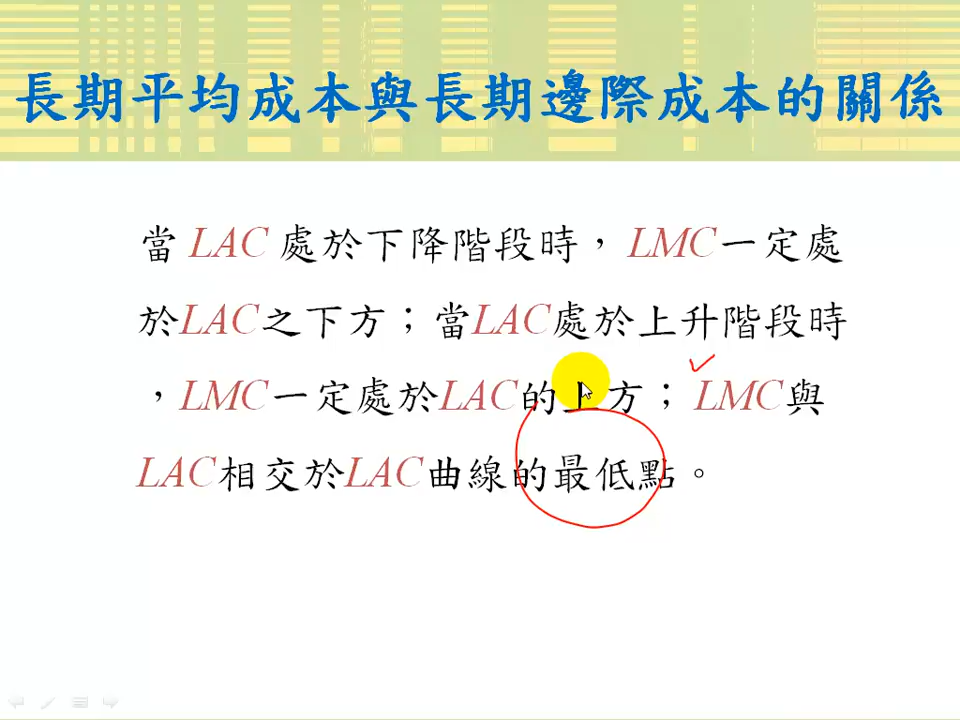 長期平均成本與長期邊際成本的關係
當 LAC 處於下降階段時，LMC一定處
於LAC之下方；當LAC處於上升階段時
，LMC一定處於LAC的上方；LMC與
LAC相交於LAC曲線的最低點。